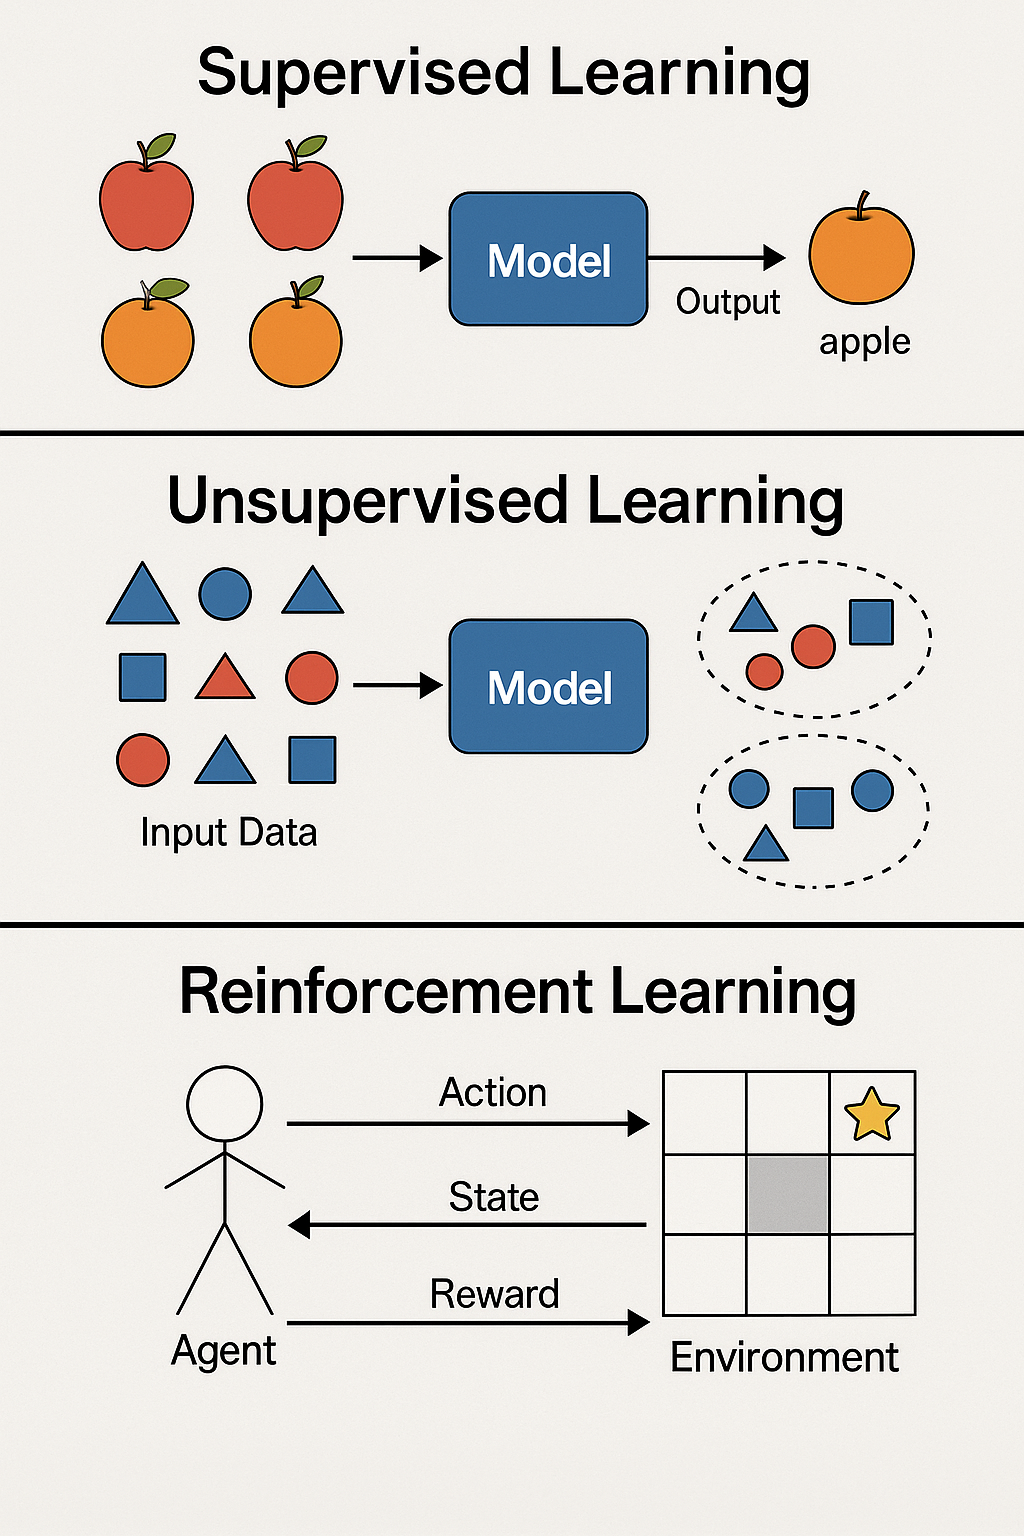 Supervised Learning
Model
Output
apple
Unsupervised Learning
Model
Input Data
Reinforcement Learning
Action
State
Reward
Agent
Environment